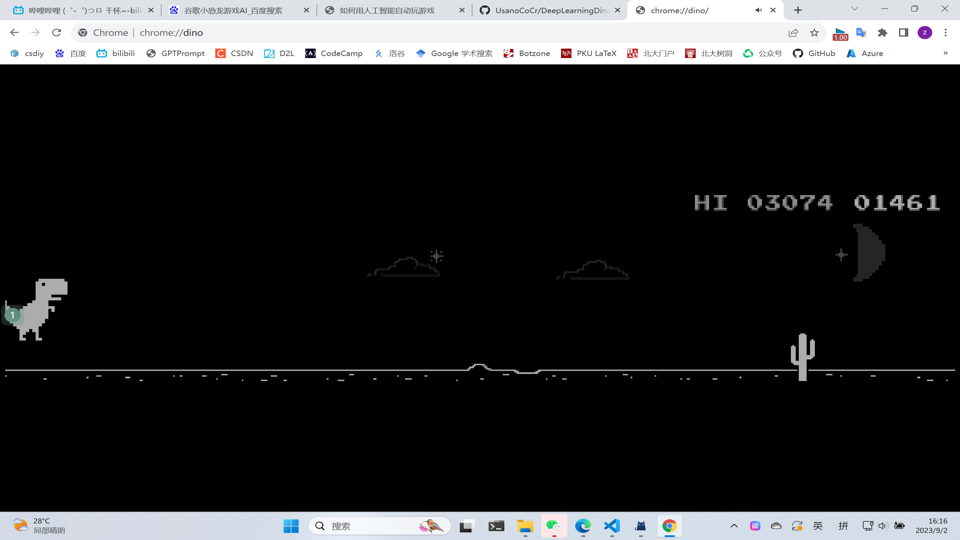 哔哩哔哩 (゜-゜)つロ 干杯~-bili
谷歌小恐龙游戏AI_百度搜索
如何用人工智能自动玩游戏
UsanoCoCr/DeepLearningDin
chrome://dino/
Chrome | chrome://dino
1.00
z
csdiy
百度
bilibili
GPTPrompt
CSDN
D2L
CodeCamp
洛谷
Google 学术搜索
Botzone
PKU LaTeX
北大门户
北大树洞
公众号
GitHub
Azure
»
HI 03074 01461
1
28°C
局部晴朗
搜索
英
拼
16:16
2023/9/2